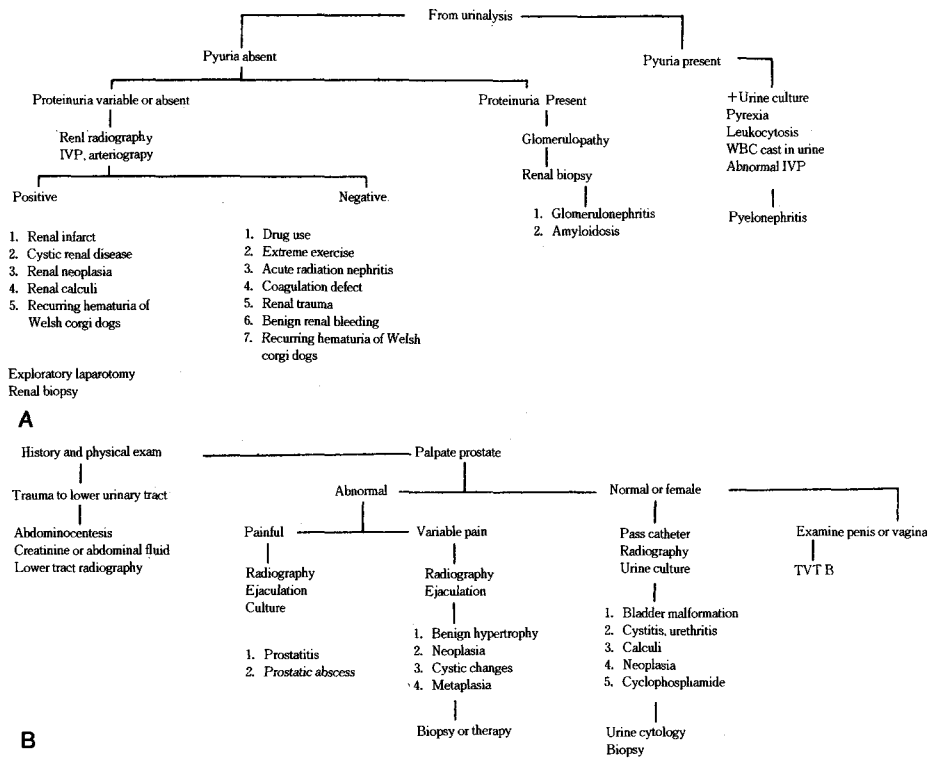 From urinalysis
Pyuria absent
Pyuria present
Proteinuria variable or absent
Proteinuria Present
+Urine culture
Pyrexia
Leukocytosis
WBC cast in urine
Abnormal IVP
Renl radiography
IVP, arteriograpy
Glomerulopathy
Renal biopsy
Positive
Negative.
1. Glomerulonephritis
2. Amyloidosis
Pyelonephritis
1. Renal infarct
2. Cystic renal disease
3. Renal neoplasia
4. Renal calculi
5. Recurring hematuria of
Welsh corgi dogs
1. Drug use
2. Extreme exercise
3. Acute radiation nephritis
4. Coagulation defect
5. Renal trauma
6. Benign renal bleeding
7. Recurring hematuria of Welsh
corgi dogs
Exploratory laparotomy
Renal biopsy
A
History and physical exam
Palpate prostate
Trauma to lower urinary tract
Abnormal
Normal or female
Abdominocentesis
Creatinine or abdominal fluid
Lower tract radiography
Painful
Variable pain
Pass catheter
Radiography
Urine culture
Examine penis or vagina
Radiography
Ejaculation
Culture
Radiography
Ejaculation
TVT B
1. Prostatitis
2. Prostatic abscess
1. Benign hypertrophy
2. Neoplasia
3. Cystic changes
4. Metaplasia
1. Bladder malformation
2. Cystitis, urethritis
3. Calculi
4. Neoplasia
5. Cyclophosphamide
Biopsy or therapy
Urine cytology
Biopsy
B